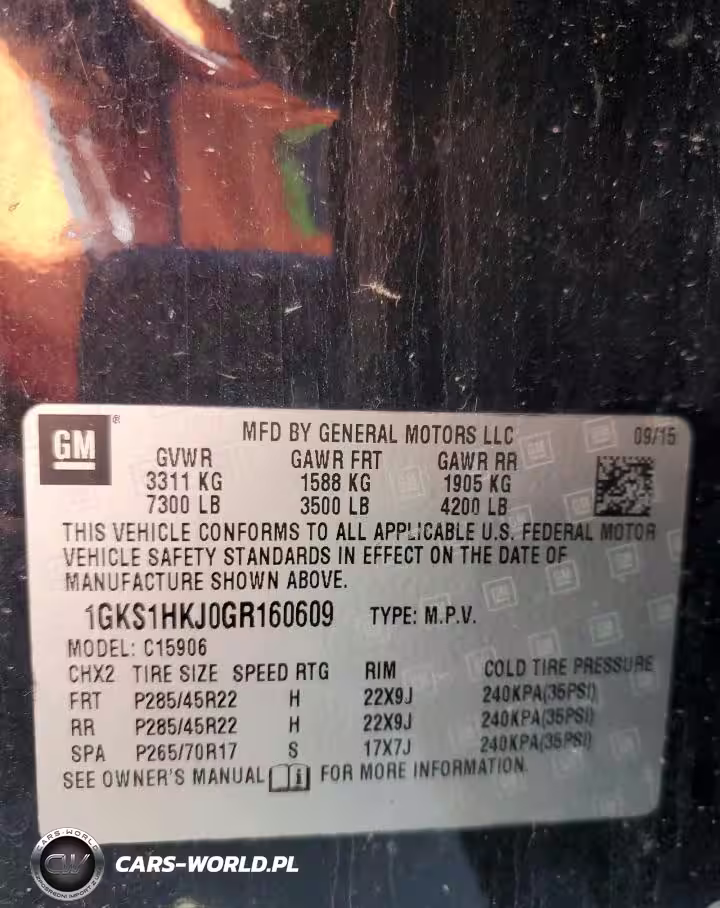 GM ®
MFD BY GENERAL MOTORS LLC 09/15
GVWR GAWR FRT GAWR RR
3311 KG 1588 KG 1905 KG
7300 LB 3500 LB 4200 LB
THIS VEHICLE CONFORMS TO ALL APPLICABLE U.S. FEDERAL MOTOR
VEHICLE SAFETY STANDARDS IN EFFECT ON THE DATE OF
MANUFACTURE SHOWN ABOVE.
1GKS1HKJ0GR160609 TYPE: M.P.V.
MODEL: C15906
CHX2 TIRE SIZE SPEED RTG RIM COLD TIRE PRESSURE
FRT P285/45R22 H 22X9J 240KPA(35PSI)
RR P285/45R22 H 22X9J 240KPA(35PSI)
SPA P265/70R17 S 17X7J 240KPA(35PSI)
SEE OWNER'S MANUAL i FOR MORE INFORMATION.
CARS-WORLD
CW
CARS-WORLD.PL